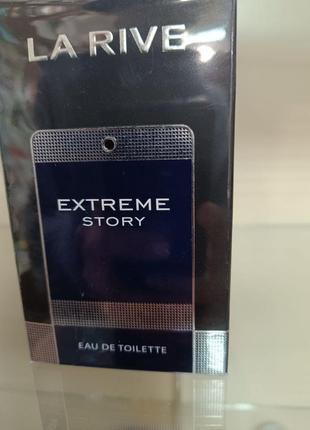 LA RIVE
EXTREME
STORY
EAU DE TOILETTE